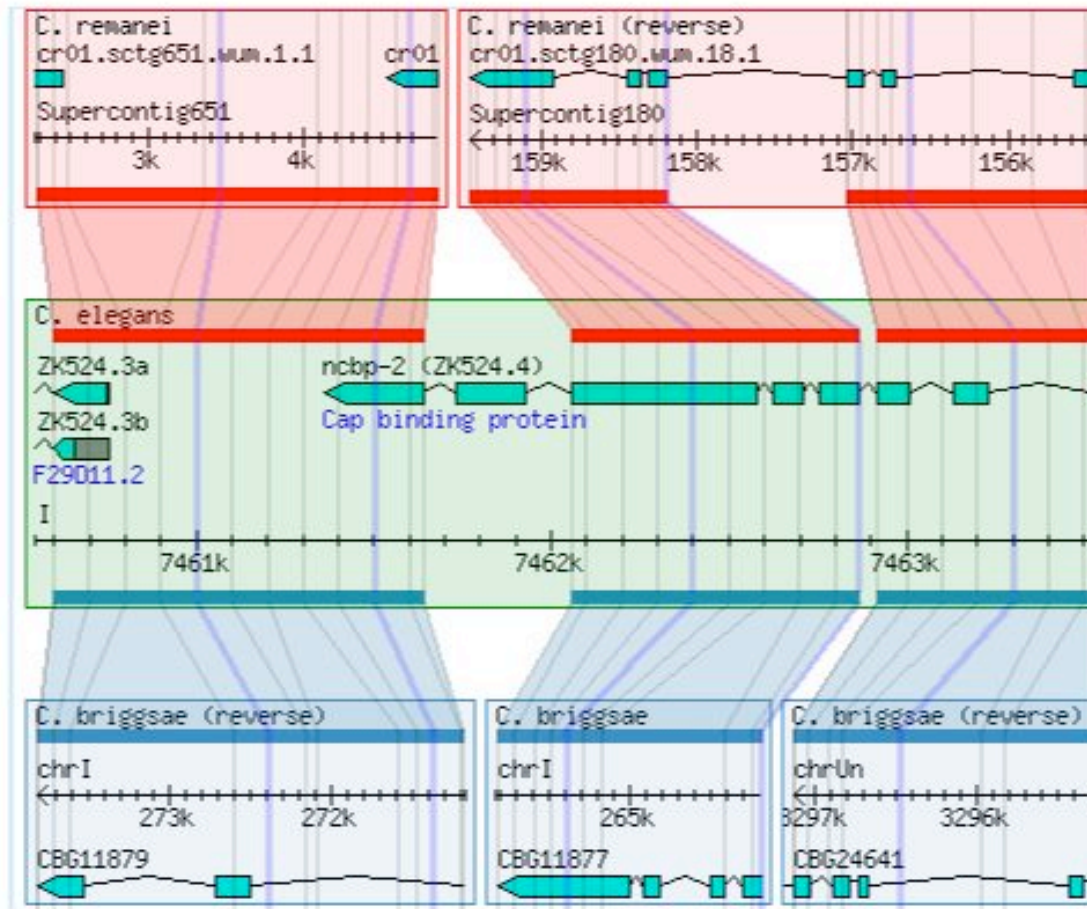 C. remanei
cr01.sctg651.wum.1.1 cr01
Supercontig651
3k 4k
C. remanei (reverse)
cr01.sctg180.wum.18.1
Supercontig180
159k 158k 157k 156k
C. elegans
ZK524.3a ncbp-2 (ZK524.4)
ZK524.3b Cap binding protein
F29D11.2
I
7461k 7462k 7463k
C. briggsae (reverse)
chrI
273k 272k
CBG11879
C. briggsae
chrI
265k
CBG11877
C. briggsae (reverse)
chrUn
3297k 3296k
CBG24641